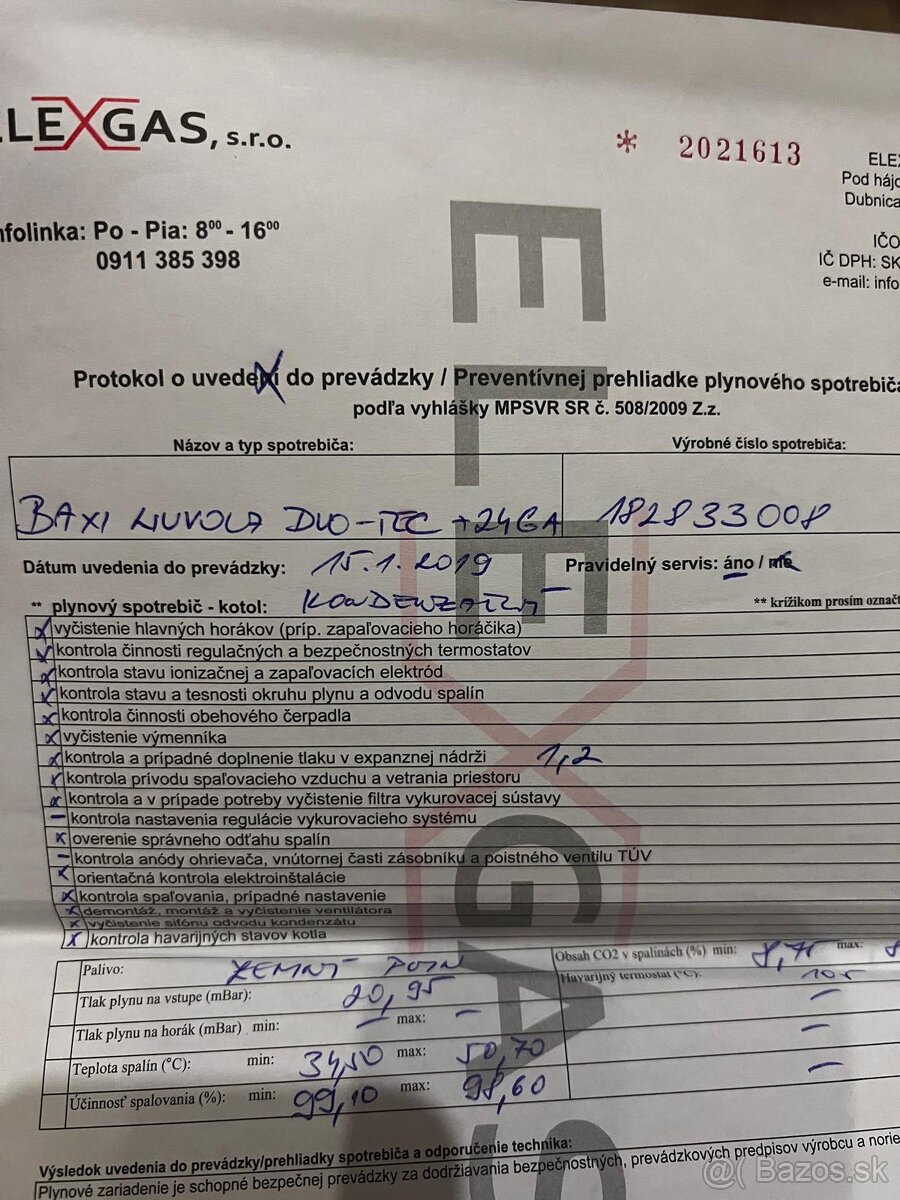 ELEXGAS, s.r.o.
* 2021613
ELEX
Pod hájo
Dubnica
IČO
IČ DPH: SK
e-mail: info
nfolinka: Po - Pia: 8⁰⁰ - 16⁰⁰
0911 385 398
Protokol o uvedení do prevádzky / Preventívnej prehliadke plynového spotrebiča
podľa vyhlášky MPSVR SR č. 508/2009 Z.z.
Názov a typ spotrebiča: Výrobné číslo spotrebiča:
BAXI NUVOLA DUO-TEC +24GA 182833008
Dátum uvedenia do prevádzky: 15.1.2019 Pravidelný servis: áno / nie
** plynový spotrebič - kotol: KONDENZAČNÝ ** krížikom prosím označt
x vyčistenie hlavných horákov (príp. zapaľovacieho horáčika)
x kontrola činnosti regulačných a bezpečnostných termostatov
x kontrola stavu ionizačnej a zapaľovacích elektród
x kontrola stavu a tesnosti okruhu plynu a odvodu spalín
x kontrola činnosti obehového čerpadla
x vyčistenie výmenníka
x kontrola a prípadné doplnenie tlaku v expanznej nádrži 1,2
x kontrola prívodu spaľovacieho vzduchu a vetrania priestoru
x kontrola a v prípade potreby vyčistenie filtra vykurovacej sústavy
– kontrola nastavenia regulácie vykurovacieho systému
x overenie správneho odťahu spalín
– kontrola anódy ohrievača, vnútornej časti zásobníku a poistného ventilu TÚV
x orientačná kontrola elektroinštalácie
x kontrola spaľovania, prípadné nastavenie
x demontáž, montáž a vyčistenie ventilátora
x vyčistenie sifónu odvodu kondenzátu
x kontrola havarijných stavov kotla
Palivo: ZEMNÝ PLYN Obsah CO2 v spalinách (%) min: 8,71 max: 8
Tlak plynu na vstupe (mBar): 20,95 Havarijný termostat (°C): 105
Tlak plynu na horák (mBar) min: – max: – –
Teplota spalín (°C): min: 34,50 max: 50,70 –
Účinnosť spalovania (%): min: 99,10 max: 98,60 –
Výsledok uvedenia do prevádzky/prehliadky spotrebiča a odporučenie technika:
Plynové zariadenie je schopné bezpečnej prevádzky za dodržiavania bezpečnostných, prevádzkových predpisov výrobcu a norie
ELEXGAS
@ Bazos.sk